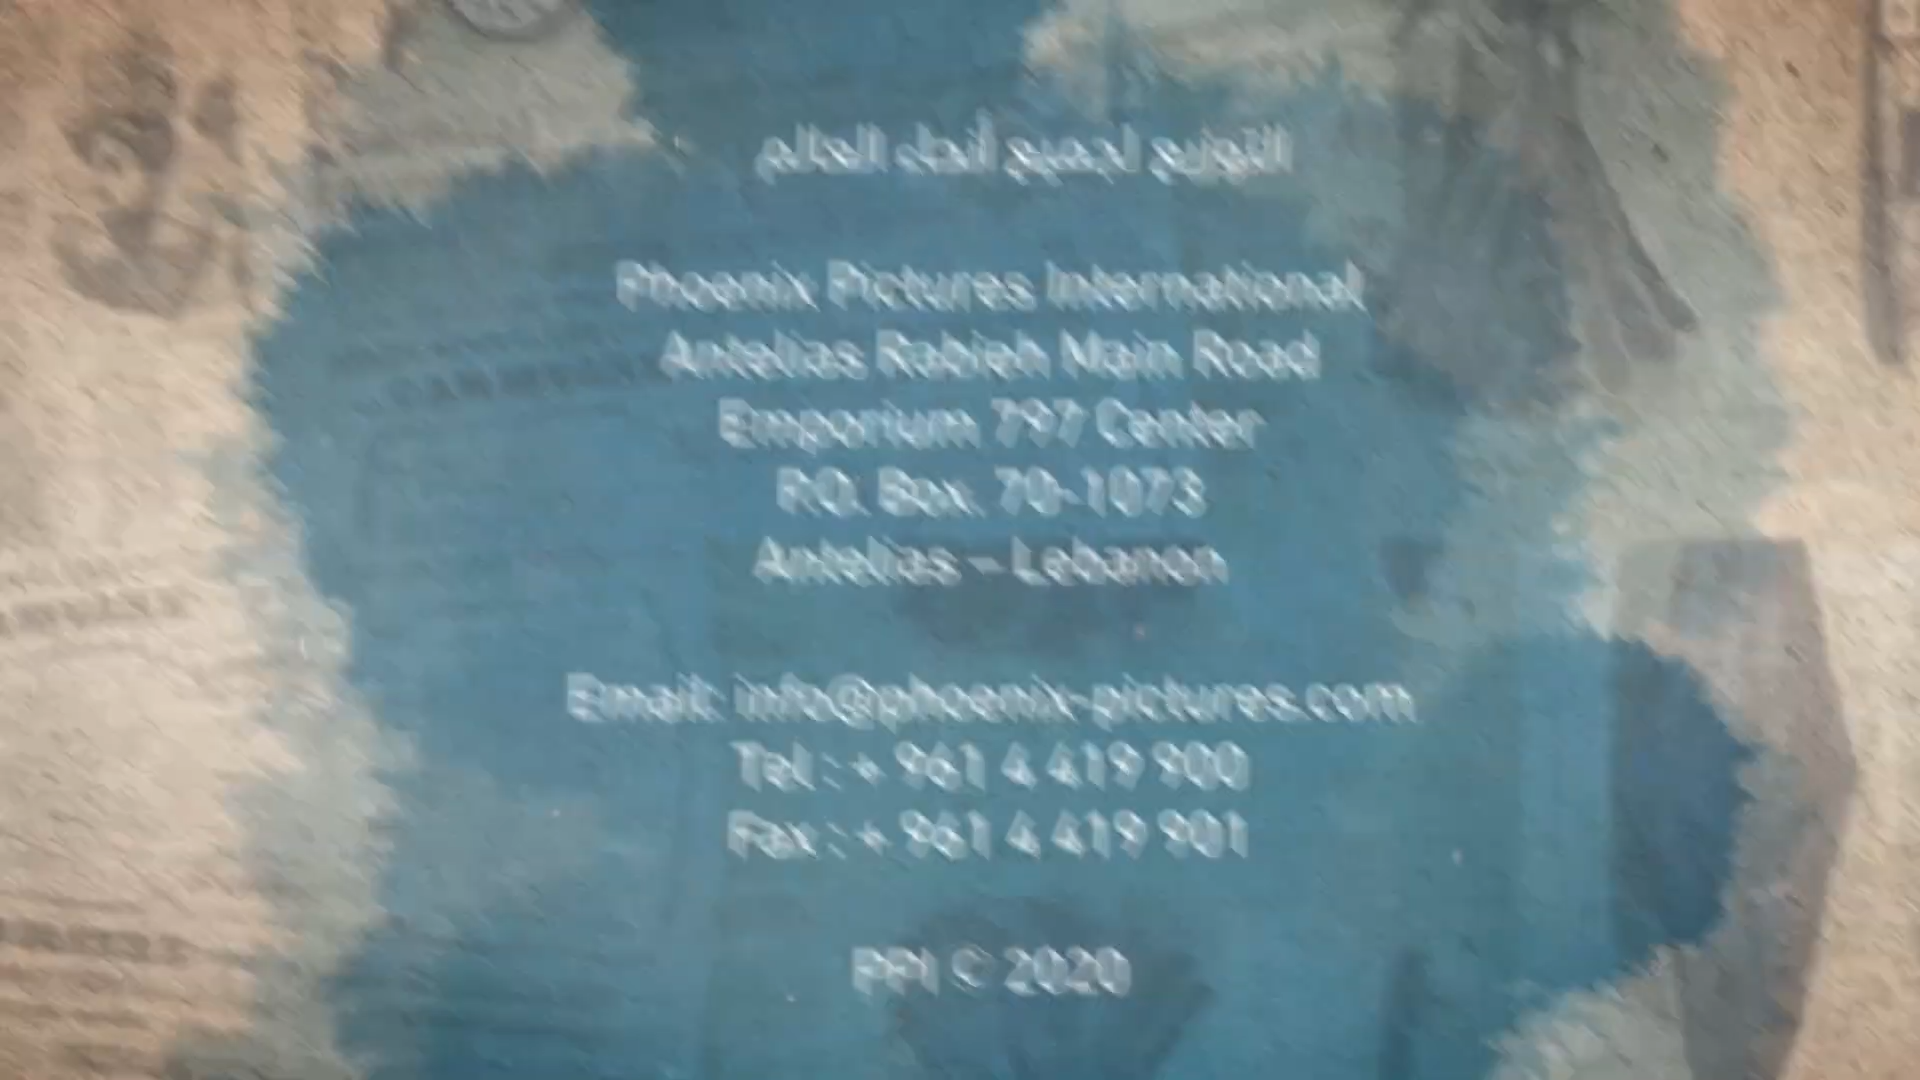 التوزيع لجميع أنحاء العالم
Phoenix Pictures International
Antelias Rabieh Main Road
Emporium 797 Center
P.O. Box. 70-1073
Antelias – Lebanon
Email: info@phoenix-pictures.com
Tel : + 961 4 419 900
Fax : + 961 4 419 901
PPI © 2020